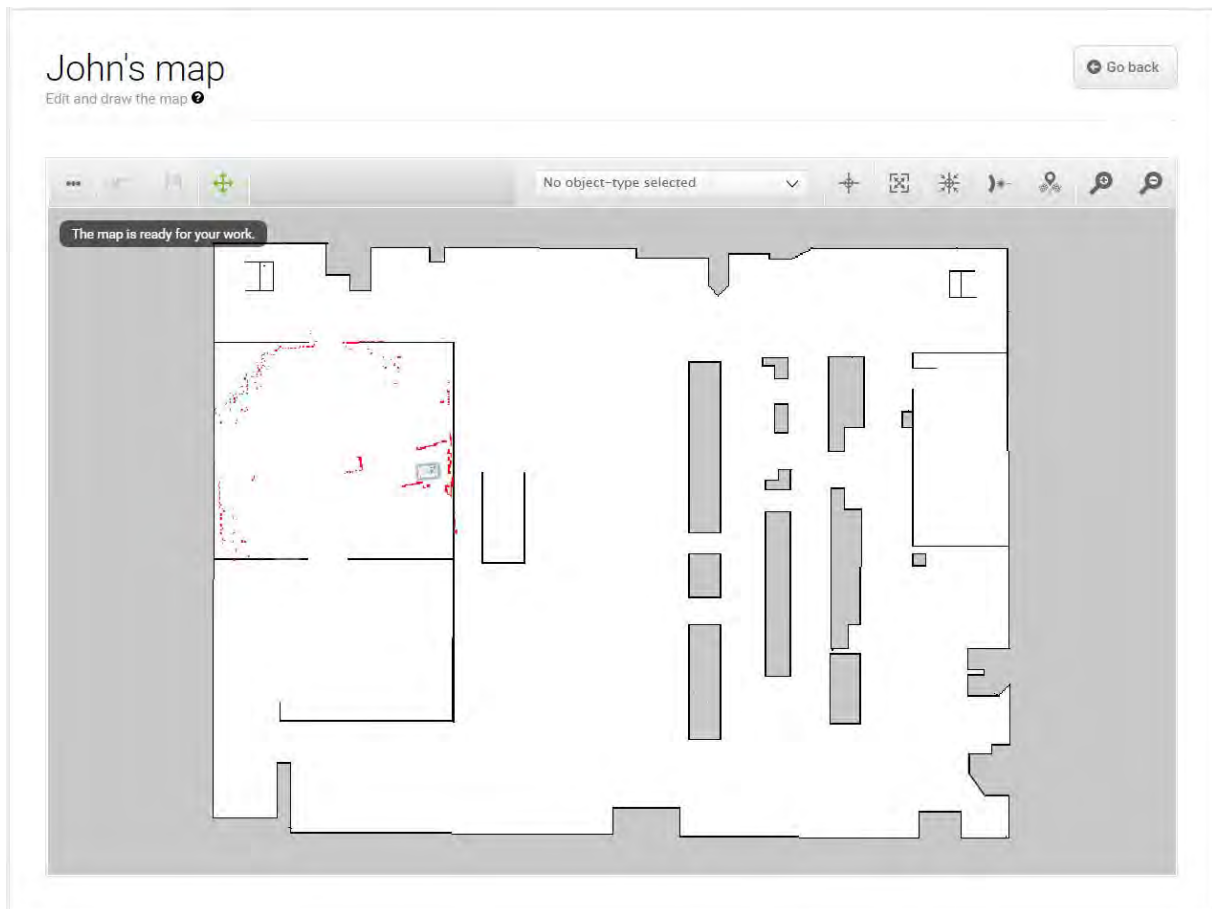 John's map
Go back
Edit and draw the map
No object-type selected
The map is ready for your work.